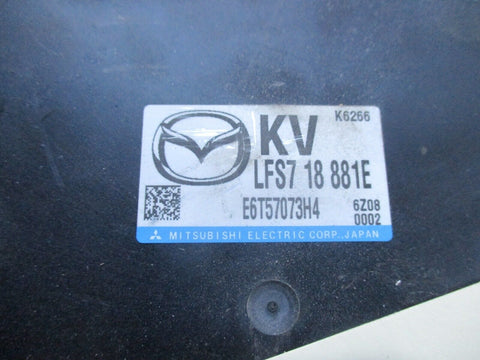 K6266
KV
LFS7 18 881E
E6T57073H4
6Z08
0002
MITSUBISHI ELECTRIC CORP., JAPAN